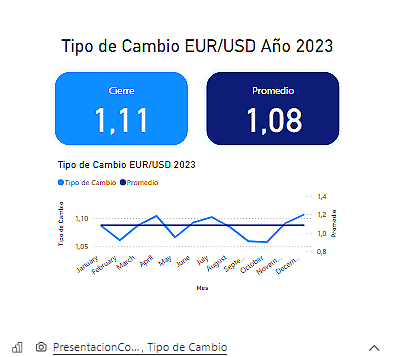 Tipo de Cambio EUR/USD Año 2023
Cierre
1,11
Promedio
1,08
Tipo de Cambio EUR/USD 2023
Tipo de Cambio Promedio
Tipo de Cambio
1,10
1,05
1,4
1,2
1,0
0,8
Promedio
January
February
March
April
May
June
July
August
Septe...
October
Novem...
Decem...
Mes
PresentacionCo... , Tipo de Cambio